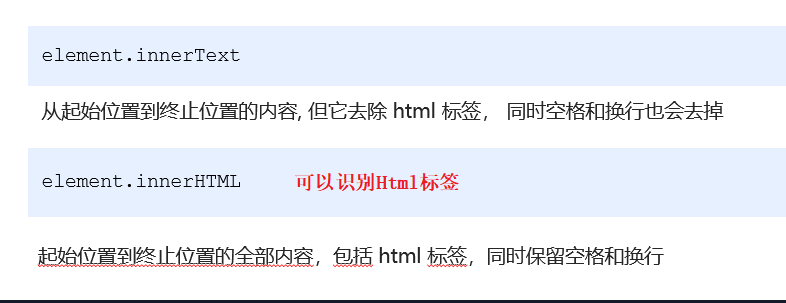 element.innerText
从起始位置到终止位置的内容, 但它去除 html 标签， 同时空格和换行也会去掉
element.innerHTML 可以识别Html标签
起始位置到终止位置的全部内容，包括 html 标签，同时保留空格和换行